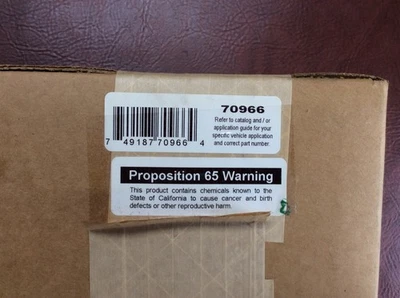 70966
Refer to catalog and / or
application guide for your
specific vehicle application
and correct part number.
7 49187 70966 4
Proposition 65 Warning
This product contains chemicals known to the
State of California to cause cancer and birth
defects or other reproductive harm.